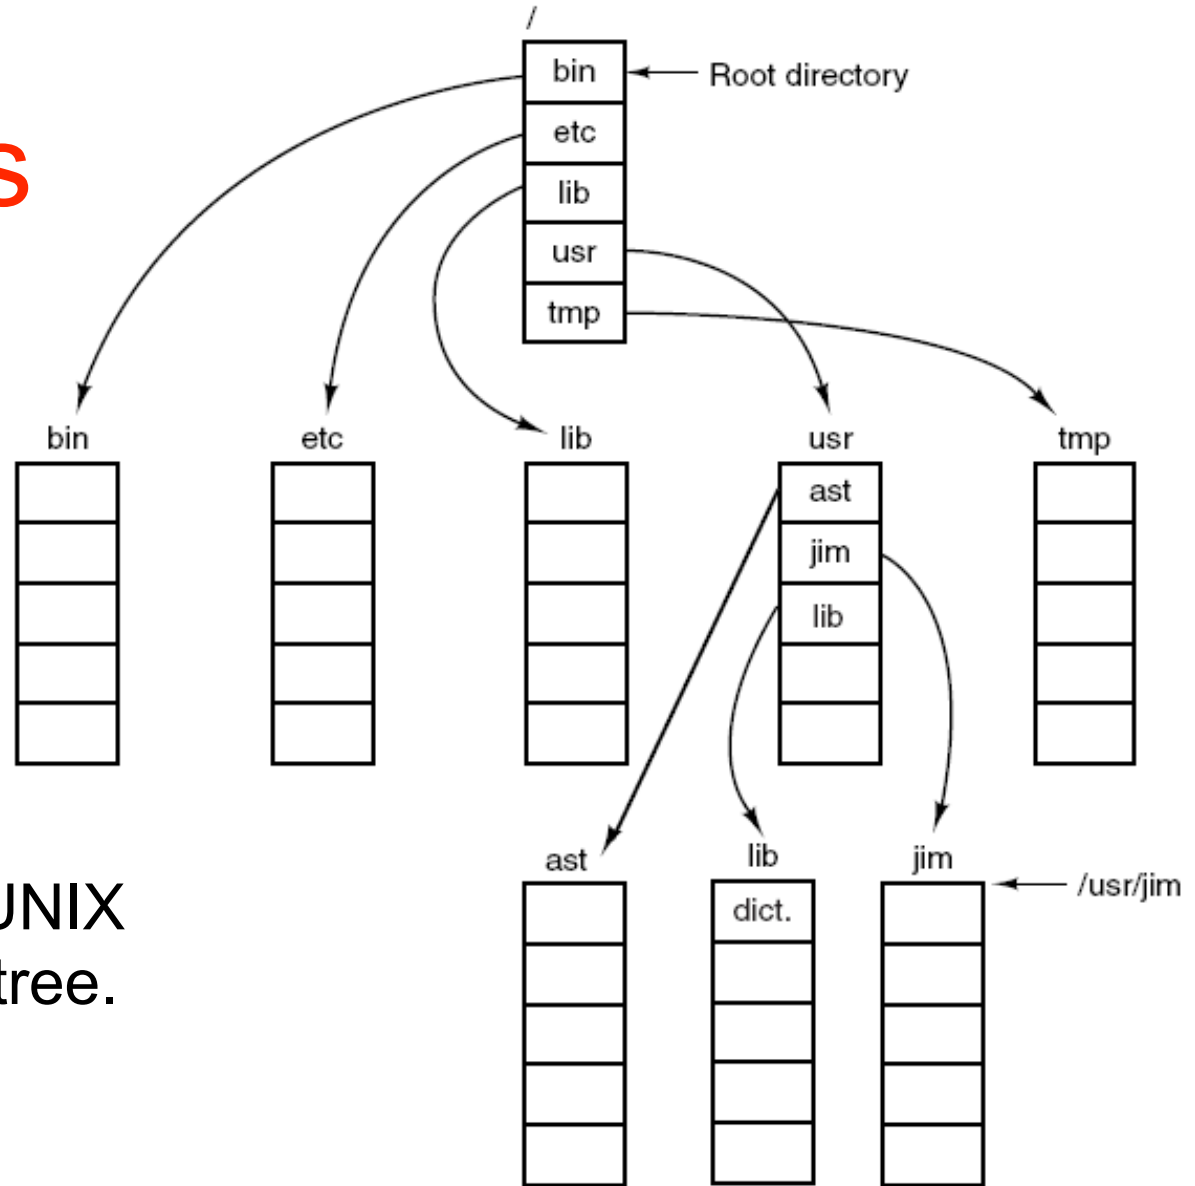 /
bin
Root directory
etc
s
lib
usr
tmp
bin
etc
lib
usr
tmp
ast
jim
lib
ast
lib
jim
/usr/jim
dict.
UNIX
tree.